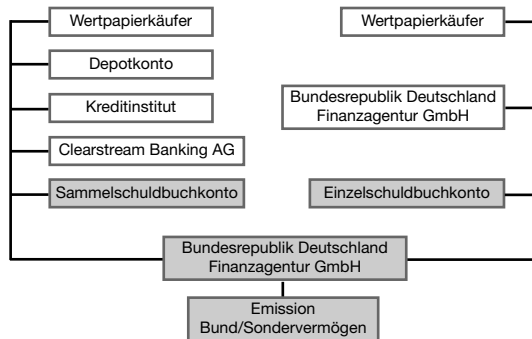 Wertpapierkäufer
Depotkonto
Kreditinstitut
Clearstream Banking AG
Sammelschuldbuchkonto
Wertpapierkäufer
Bundesrepublik Deutschland
Finanzagentur GmbH
Einzelschuldbuchkonto
Bundesrepublik Deutschland
Finanzagentur GmbH
Emission
Bund/Sondervermögen